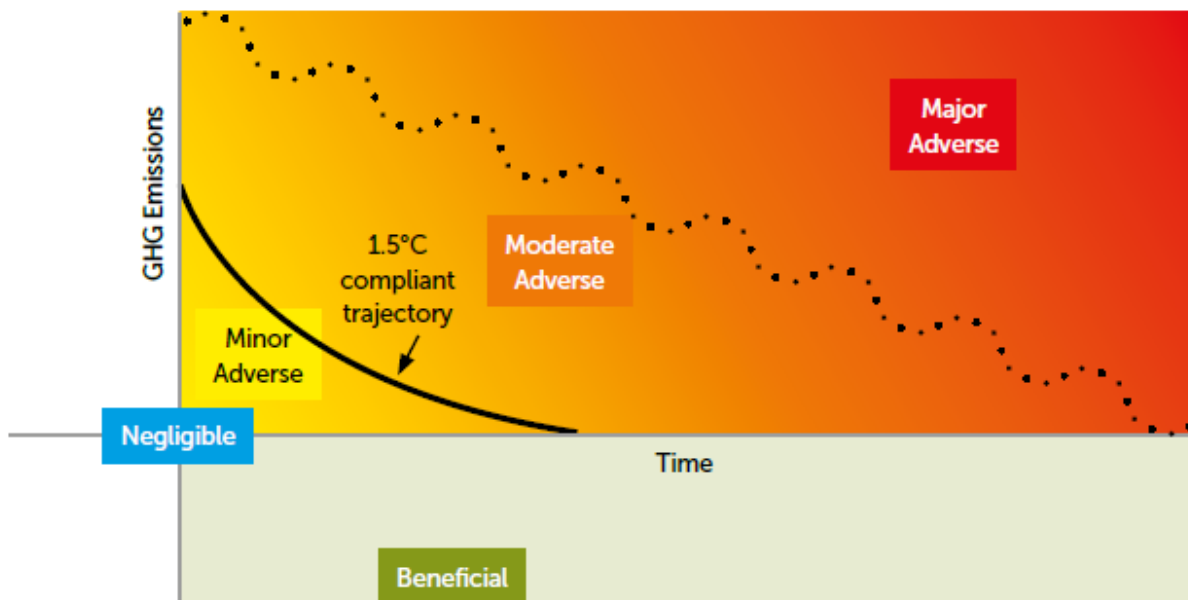 Major
Adverse
GHG Emissions
1.5°C
compliant
trajectory
Moderate
Adverse
Minor
Adverse
Negligible
Time
Beneficial